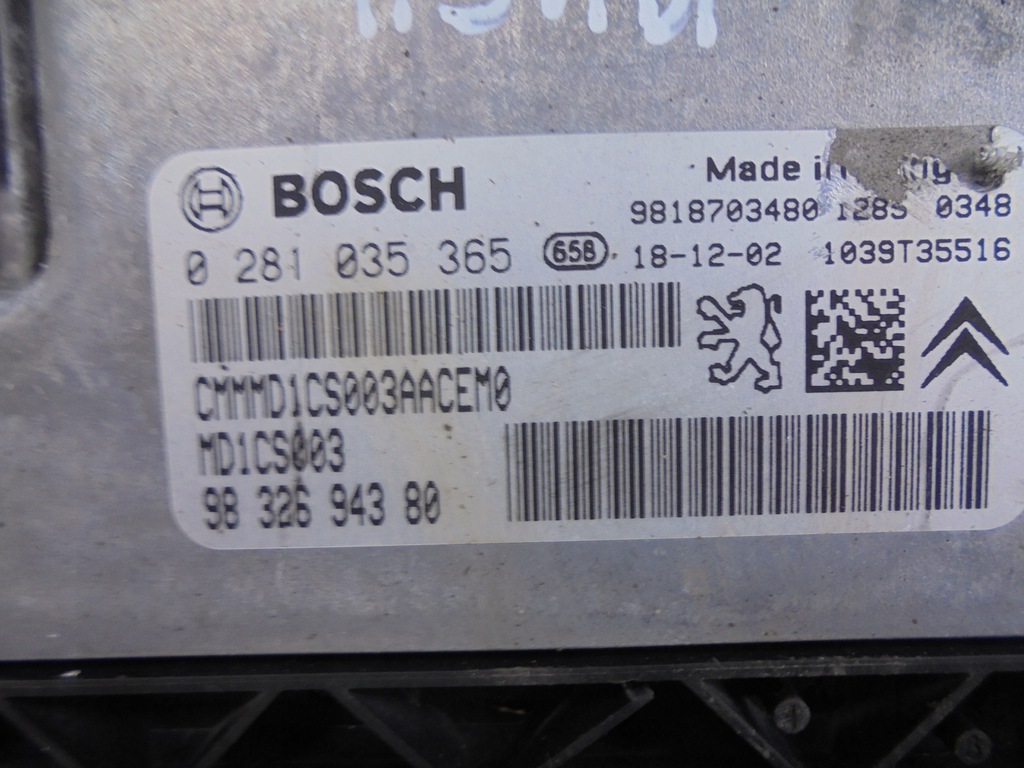 BOSCH
Made in
9818703480 0348
0 281 035 365 658 18-12-02 1039T35516
CMMMD1CS003AACEM0
MD1CS003
98 326 943 80